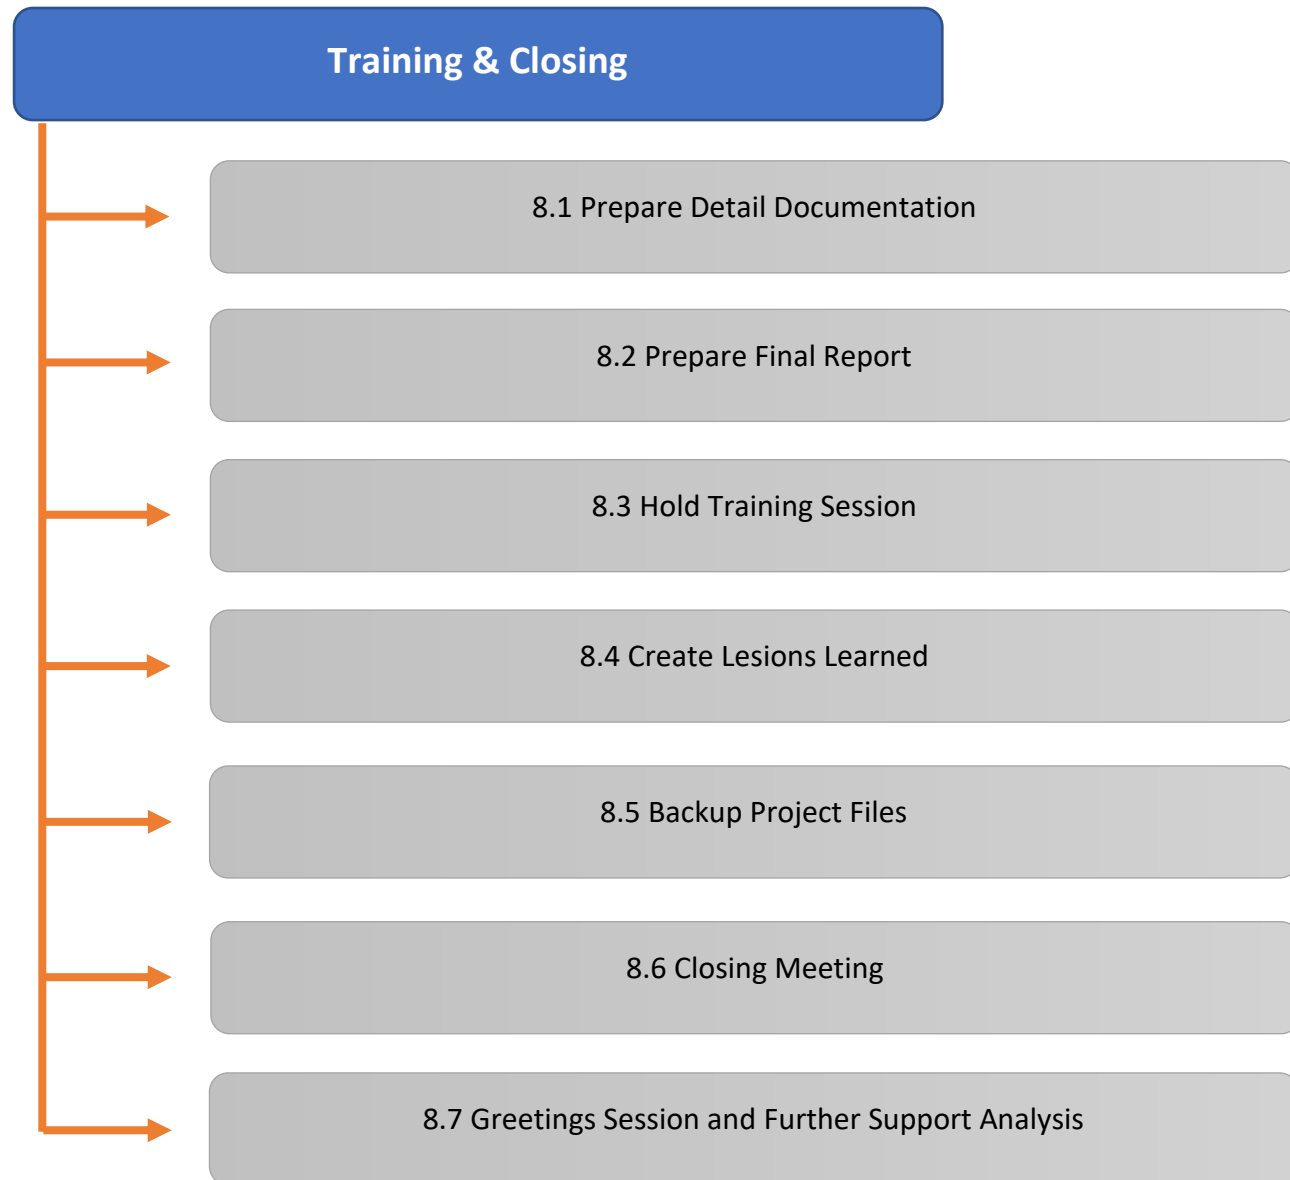 Training & Closing
8.1 Prepare Detail Documentation
8.2 Prepare Final Report
8.3 Hold Training Session
8.4 Create Lesions Learned
8.5 Backup Project Files
8.6 Closing Meeting
8.7 Greetings Session and Further Support Analysis